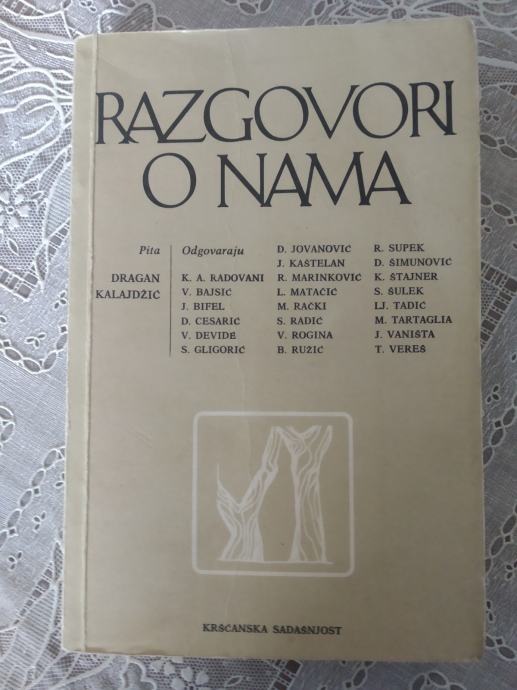 RAZGOVORI
O NAMA
Pita
DRAGAN
KALAJDŽIĆ
Odgovaraju
K. A. RADOVANI
V. BAJSIĆ
J. BIFEL
D. CESARIĆ
V. DEVIDÉ
S. GLIGORIĆ
D. JOVANOVIĆ
J. KAŠTELAN
R. MARINKOVIĆ
L. MATAČIĆ
M. RAČKI
S. RADIĆ
V. ROGINA
B. RUŽIĆ
R. SUPEK
D. ŠIMUNOVIĆ
K. ŠTAJNER
S. ŠULEK
LJ. TADIĆ
M. TARTAGLIA
J. VANIŠTA
T. VEREŠ
KRŠĆANSKA SADAŠNJOST